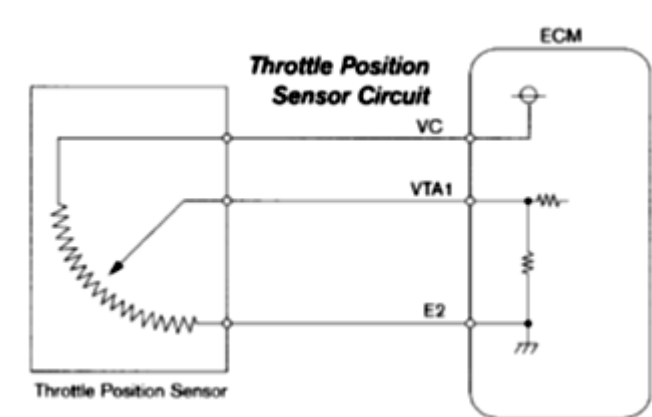 ECM
Throttle Position
Sensor Circuit
VC
VTA1
E2
Throttle Position Sensor